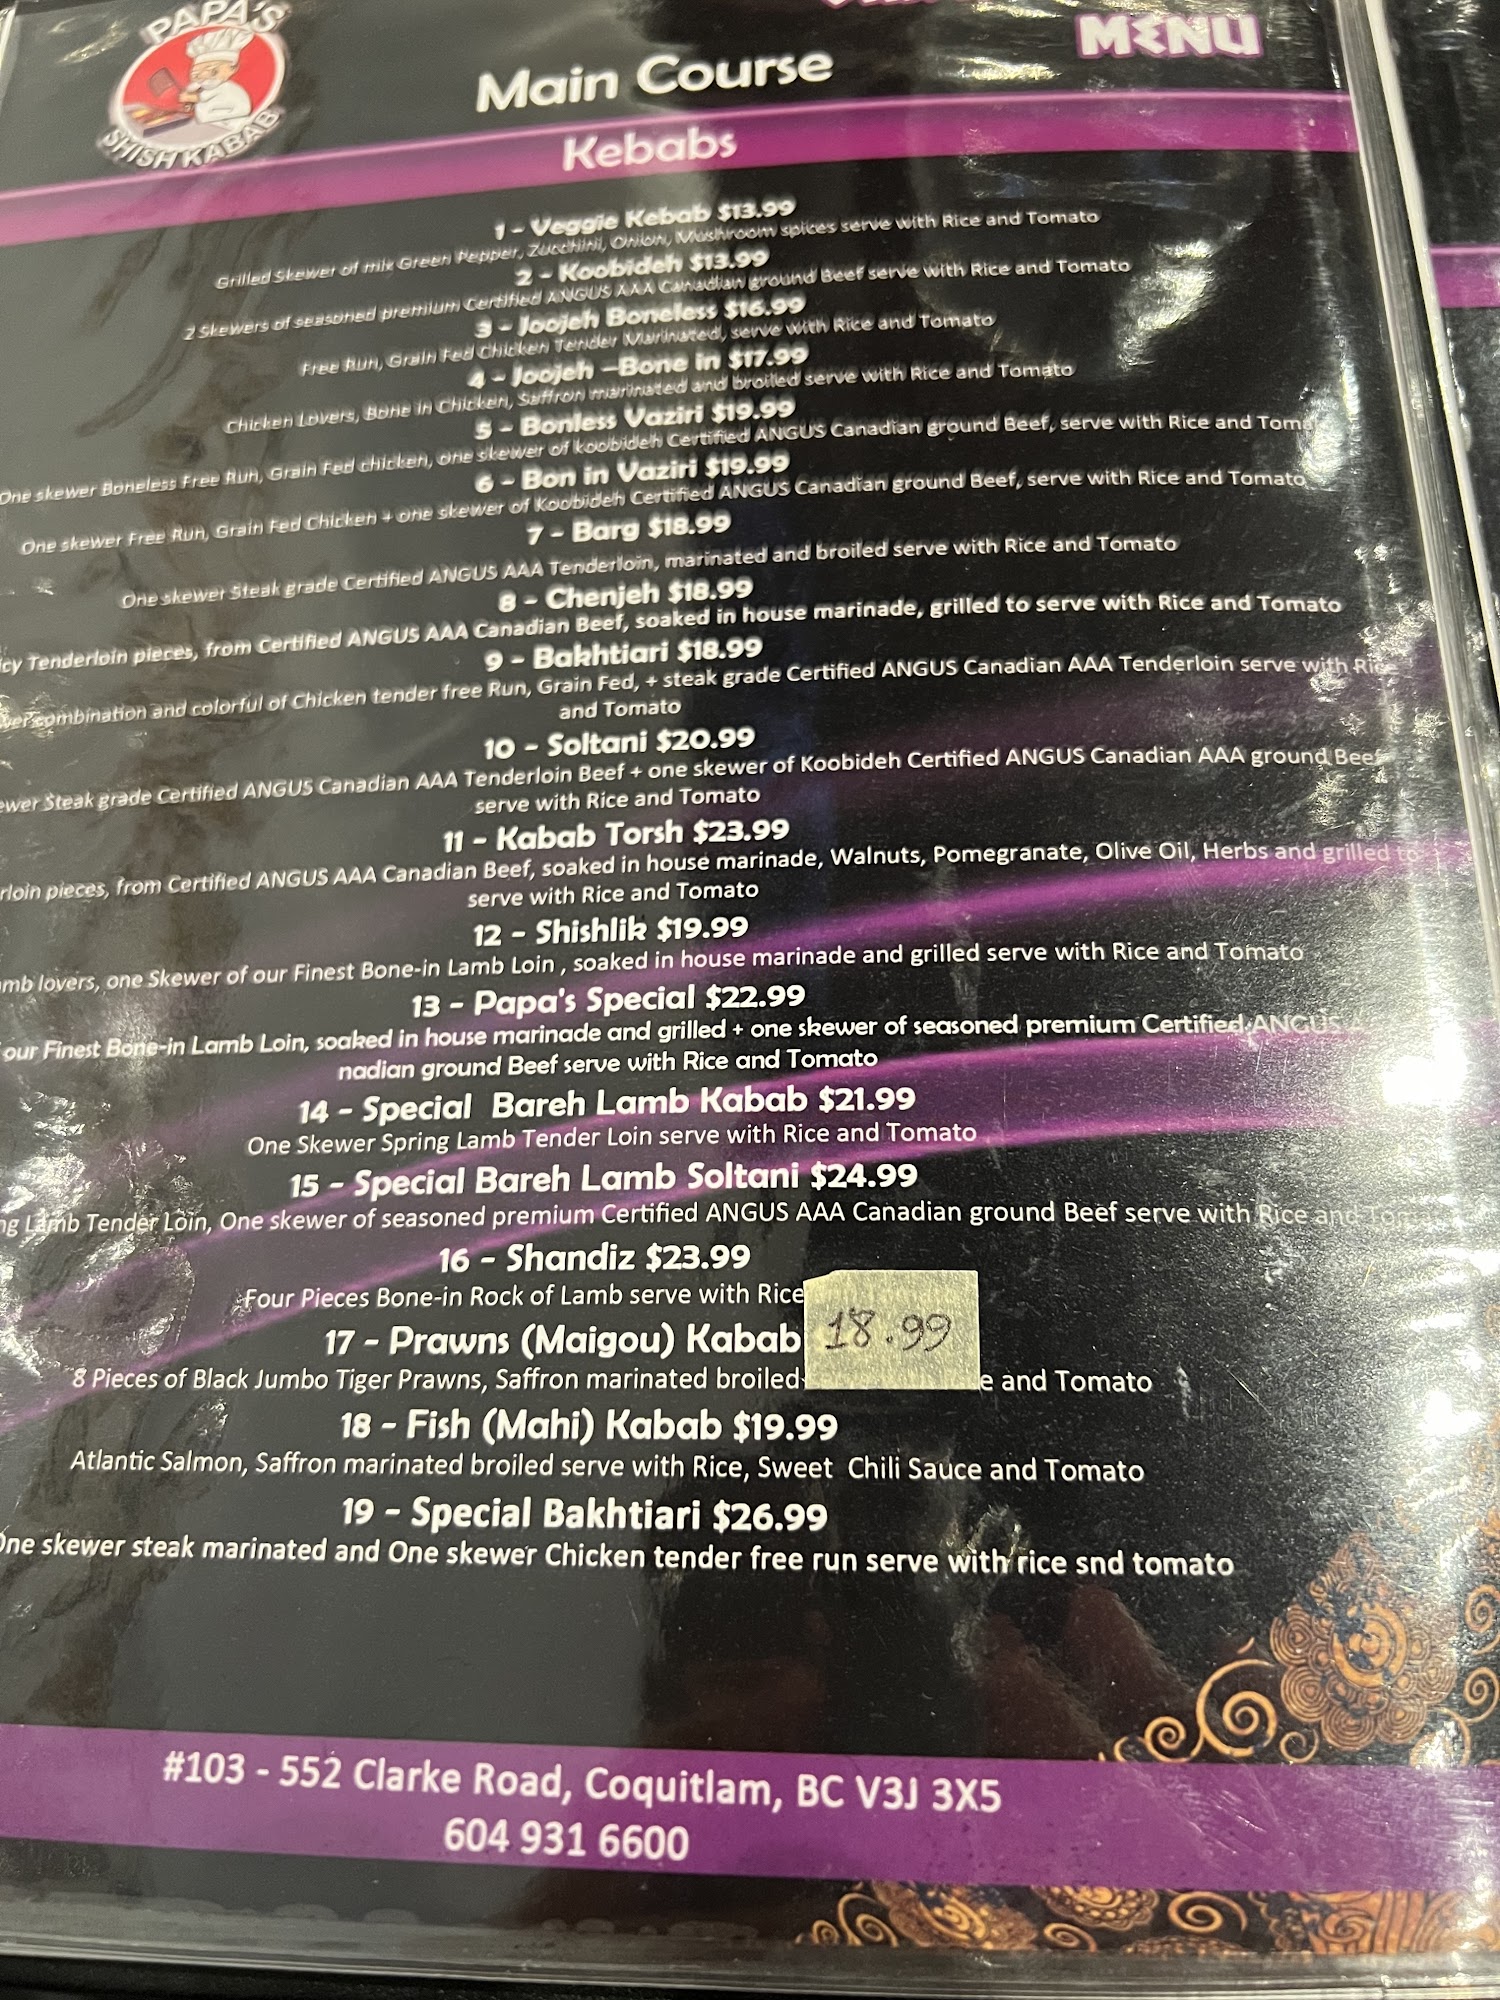 PAPA'S
SHISH KABAB
MENU
Main Course
Kebabs
1 - Veggie Kebab $13.99
Grilled Skewer of mix Green Pepper, Zucchini, Onion, Mushroom spices serve with Rice and Tomato
2 - Koobideh $13.99
2 Skewers of seasoned premium Certified ANGUS AAA Canadian ground Beef serve with Rice and Tomato
3 - Joojeh Boneless $16.99
Free Run, Grain Fed Chicken Tender Marinated, serve with Rice and Tomato
4 - Joojeh –Bone in $17.99
Chicken Lovers, Bone in Chicken, Saffron marinated and broiled serve with Rice and Tomato
5 - Bonless Vaziri $19.99
One skewer Boneless Free Run, Grain Fed chicken, one skewer of koobideh Certified ANGUS Canadian ground Beef, serve with Rice and Toma
6 - Bon in Vaziri $19.99
One skewer Free Run, Grain Fed Chicken + one skewer of Koobideh Certified ANGUS Canadian ground Beef, serve with Rice and Tomato
7 - Barg $18.99
One skewer Steak grade Certified ANGUS AAA Tenderloin, marinated and broiled serve with Rice and Tomato
8 - Chenjeh $18.99
cy Tenderloin pieces, from Certified ANGUS AAA Canadian Beef, soaked in house marinade, grilled to serve with Rice and Tomato
9 - Bakhtiari $18.99
wer combination and colorful of Chicken tender free Run, Grain Fed, + steak grade Certified ANGUS Canadian AAA Tenderloin serve with Rice
and Tomato
10 - Soltani $20.99
ewer Steak grade Certified ANGUS Canadian AAA Tenderloin Beef + one skewer of Koobideh Certified ANGUS Canadian AAA ground Beef
serve with Rice and Tomato
11 - Kabab Torsh $23.99
rloin pieces, from Certified ANGUS AAA Canadian Beef, soaked in house marinade, Walnuts, Pomegranate, Olive Oil, Herbs and grilled to
serve with Rice and Tomato
12 - Shishlik $19.99
mb lovers, one Skewer of our Finest Bone-in Lamb Loin , soaked in house marinade and grilled serve with Rice and Tomato
13 - Papa's Special $22.99
our Finest Bone-in Lamb Loin, soaked in house marinade and grilled + one skewer of seasoned premium Certified ANGUS
nadian ground Beef serve with Rice and Tomato
14 - Special Bareh Lamb Kabab $21.99
One Skewer Spring Lamb Tender Loin serve with Rice and Tomato
15 - Special Bareh Lamb Soltani $24.99
ng Lamb Tender Loin, One skewer of seasoned premium Certified ANGUS AAA Canadian ground Beef serve with Rice and Toma
16 - Shandiz $23.99
Four Pieces Bone-in Rock of Lamb serve with Rice
17 - Prawns (Maigou) Kabab 18.99
8 Pieces of Black Jumbo Tiger Prawns, Saffron marinated broiled e and Tomato
18 - Fish (Mahi) Kabab $19.99
Atlantic Salmon, Saffron marinated broiled serve with Rice, Sweet Chili Sauce and Tomato
19 - Special Bakhtiari $26.99
One skewer steak marinated and One skewer Chicken tender free run serve with rice snd tomato
#103 - 552 Clarke Road, Coquitlam, BC V3J 3X5
604 931 6600